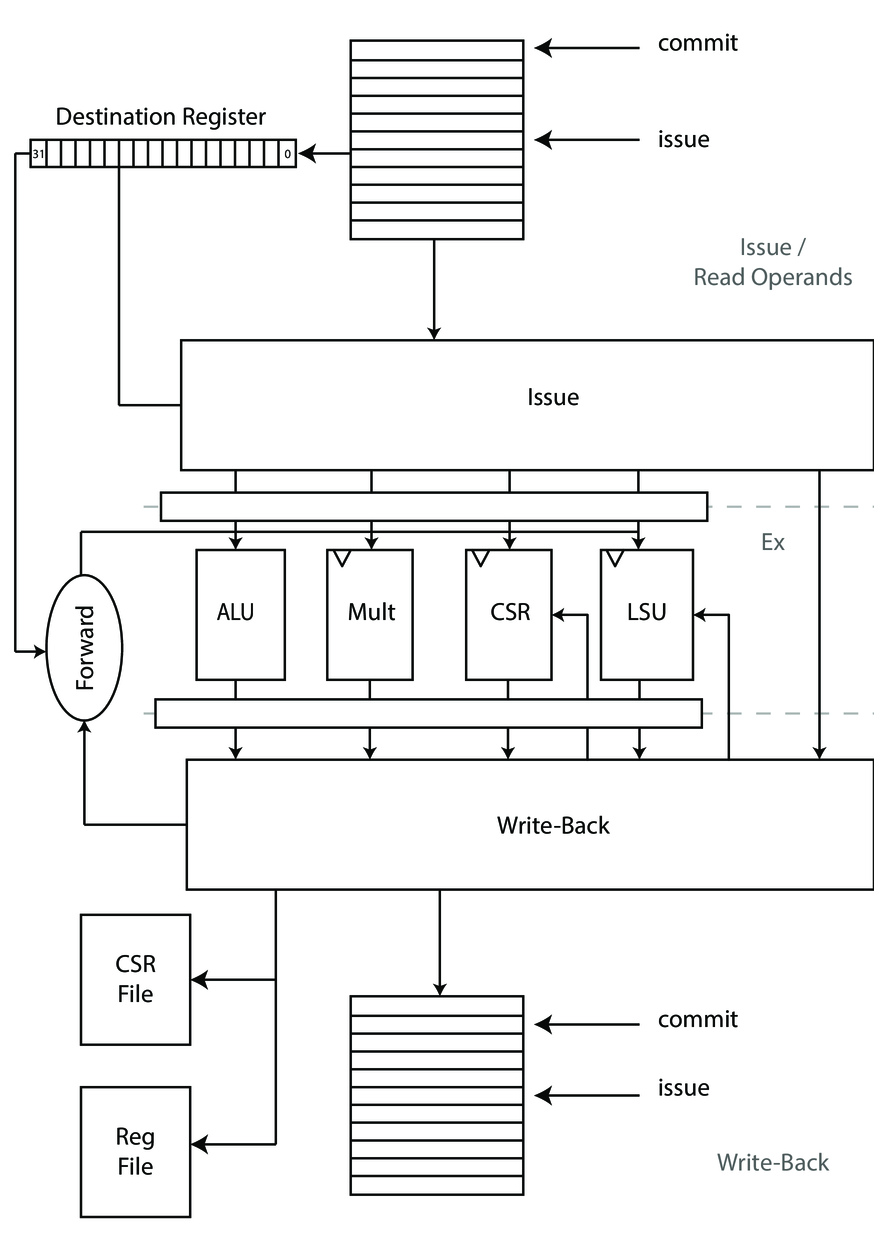 commit
Destination Register
issue
31
0
Issue /
Read Operands
Issue
Ex
ALU
Mult
CSR
LSU
Forward
Write-Back
CSR
File
commit
issue
Reg
File
Write-Back